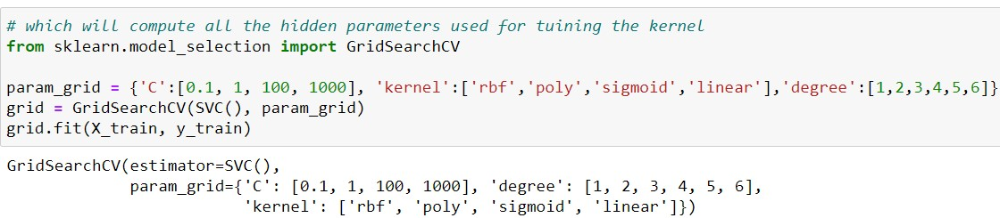 # which will compute all the hidden parameters used for tuining the kernel
from sklearn.model_selection import GridSearchCV
param_grid = {'C':[0.1, 1, 100, 1000], 'kernel':['rbf','poly','sigmoid','linear'],'degree':[1,2,3,4,5,6]}
grid = GridSearchCV(SVC(), param_grid)
grid.fit(X_train, y_train)
GridSearchCV(estimator=SVC(),
             param_grid={'C': [0.1, 1, 100, 1000], 'degree': [1, 2, 3, 4, 5, 6],
                         'kernel': ['rbf', 'poly', 'sigmoid', 'linear']})